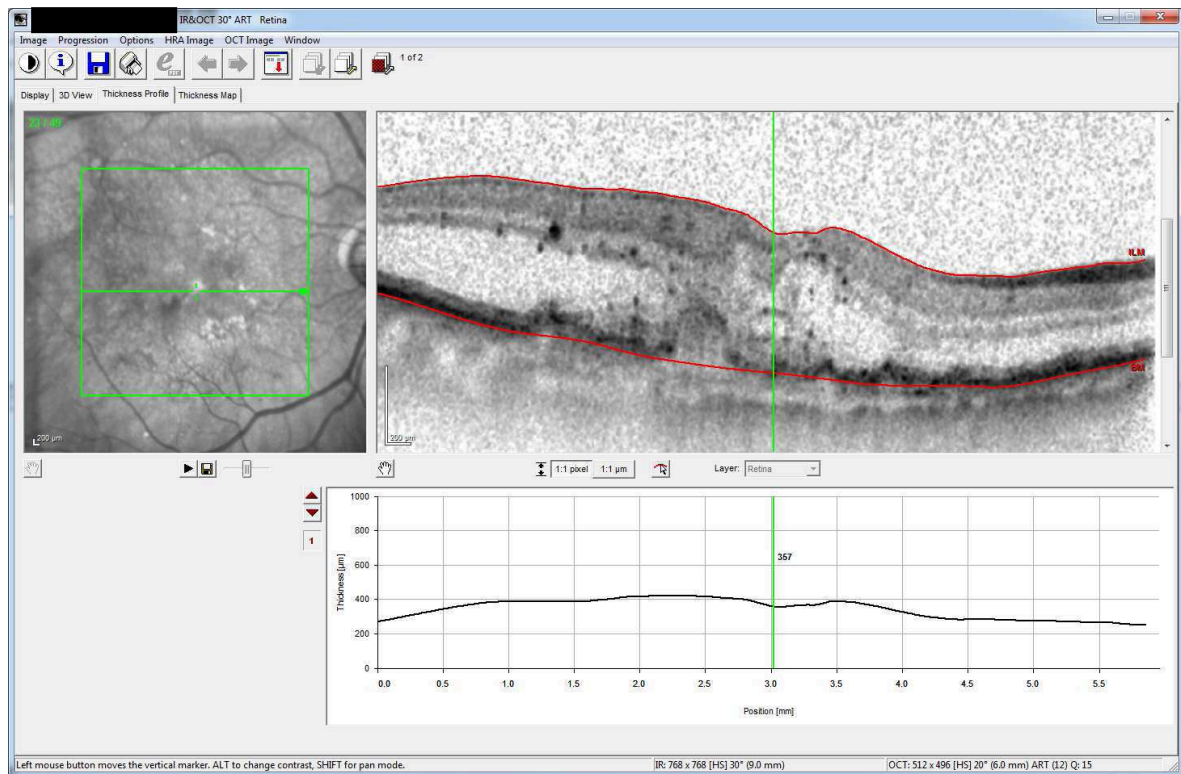 IR&OCT 30° ART Retina
Image Progression Options HRA Image OCT Image Window
1 of 2
Display 3D View Thickness Profile Thickness Map
23 / 49
ILM
BM
200 µm
200 µm
1:1 pixel 1:1 µm Layer: Retina
1
Thickness [µm]
1000
800
600
400
200
0
357
0.0 0.5 1.0 1.5 2.0 2.5 3.0 3.5 4.0 4.5 5.0 5.5
Position [mm]
Left mouse button moves the vertical marker. ALT to change contrast, SHIFT for pan mode. IR: 768 x 768 [HS] 30° (9.0 mm) OCT: 512 x 496 [HS] 20° (6.0 mm) ART (12) Q: 15